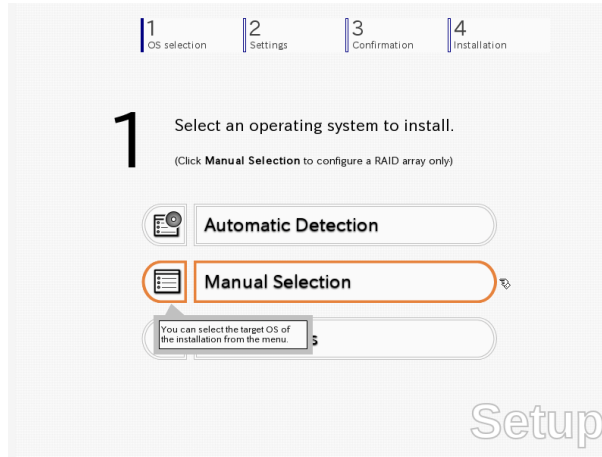 1
OS selection
2
Settings
3
Confirmation
4
Installation
1
Select an operating system to install.
(Click Manual Selection to configure a RAID array only)
Automatic Detection
Manual Selection
You can select the target OS of
the installation from the menu.
Setup